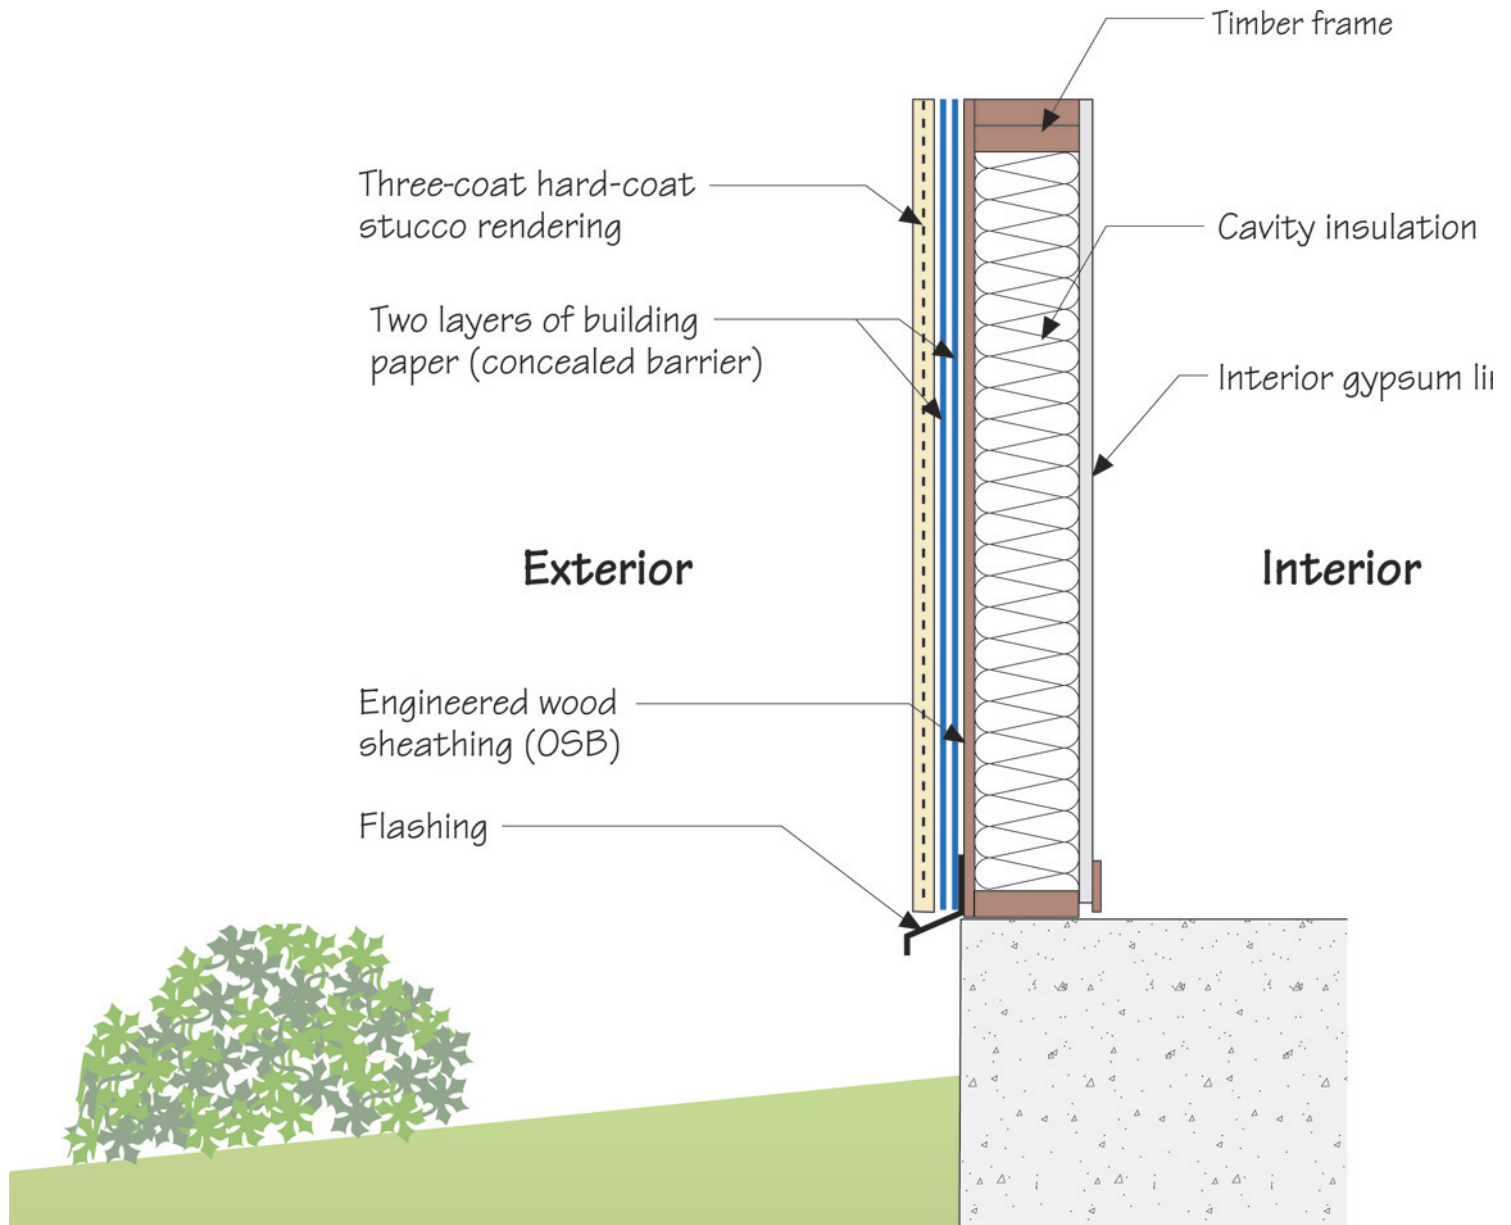 Timber frame
Three-coat hard-coat
stucco rendering
Cavity insulation
Two layers of building
paper (concealed barrier)
Interior gypsum
Exterior
Interior
Engineered wood
sheathing (OSB)
Flashing